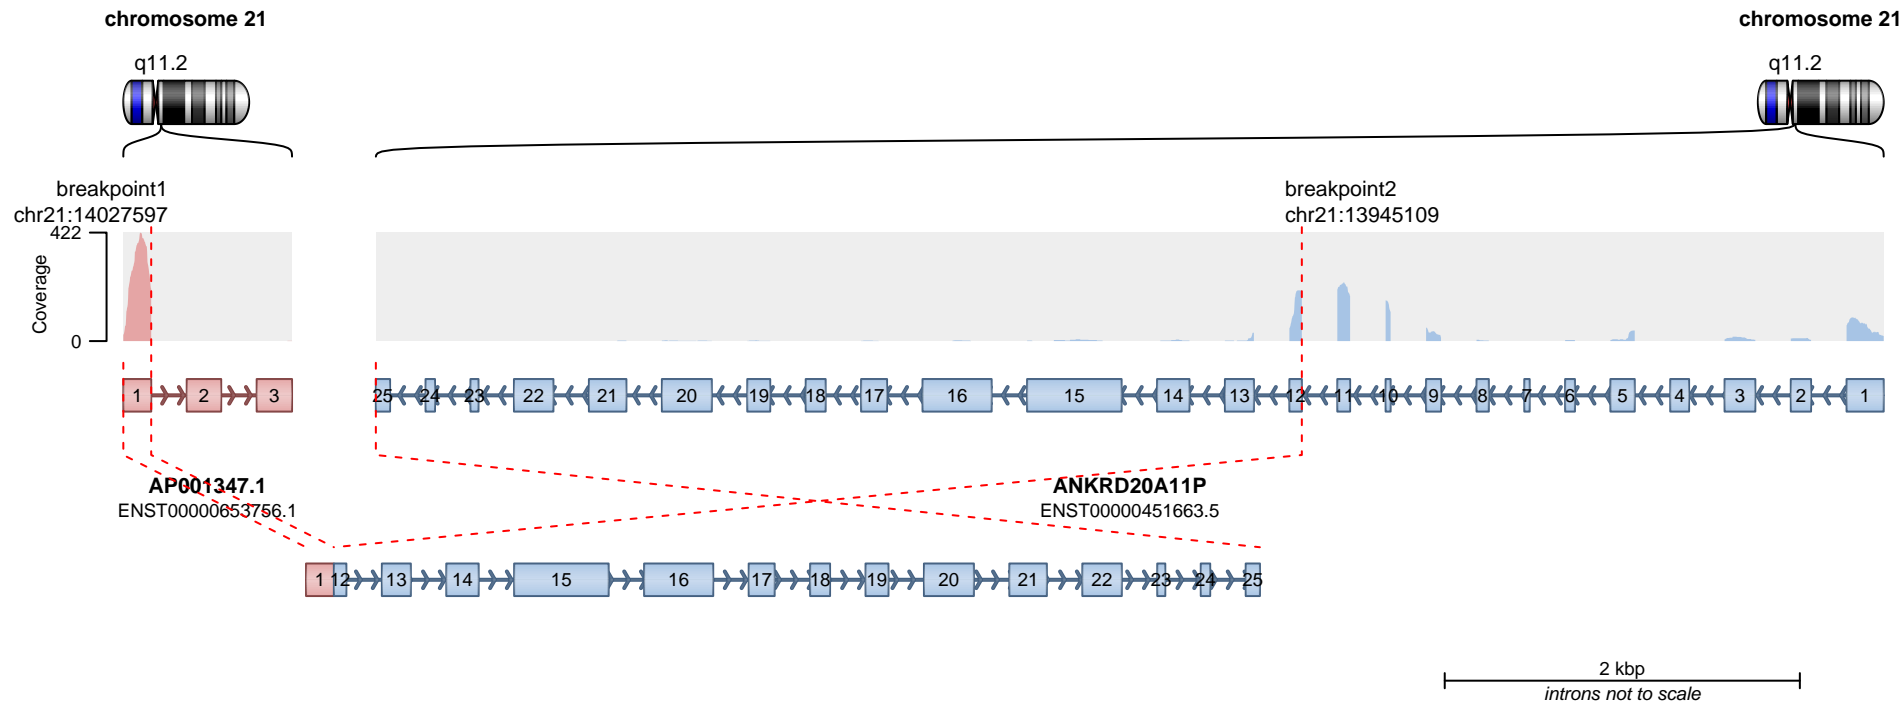 chromosome 21
chromosome 21
q11.2
q11.2
breakpoint1
chr21:14027597
breakpoint2
chr21:13945109
422
Coverage
0
1 2 3
25 24 23 22 21 20 19 18 17 16 15 14 13 12 11 10 9 8 7 6 5 4 3 2 1
AP001347.1
ENST00000653756.1
ANKRD20A11P
ENST00000451663.5
1 12 13 14 15 16 17 18 19 20 21 22 23 24 25
2 kbp
introns not to scale